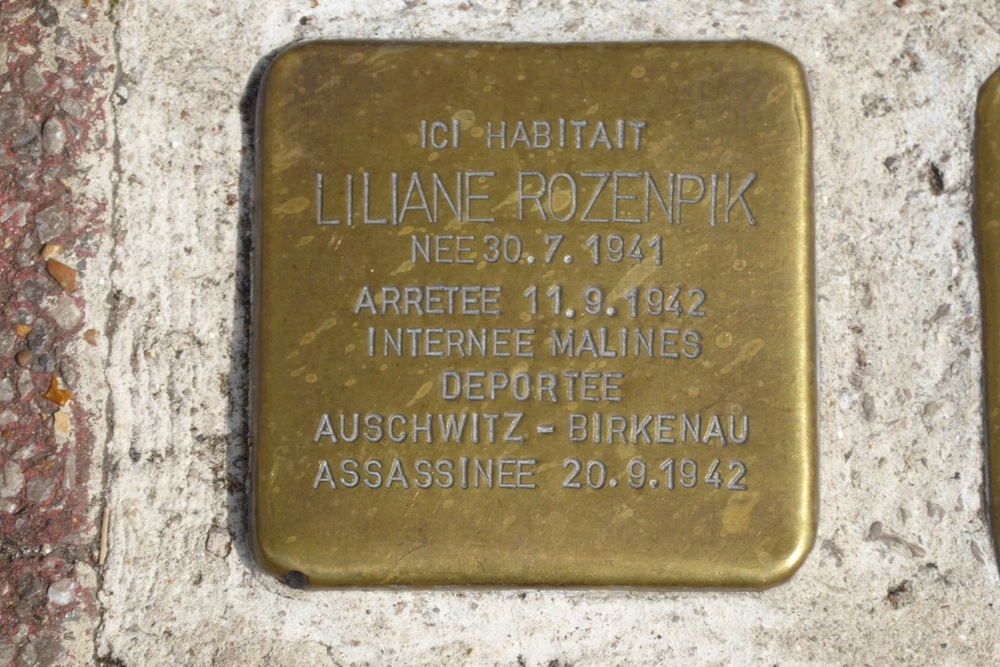 ICI HABITAIT
LILIANE ROZENPIK
NEE 30.7.1941
ARRETEE 11.9.1942
INTERNEE MALINES
DEPORTEE
AUSCHWITZ-BIRKENAU
ASSASSINEE 20.9.1942